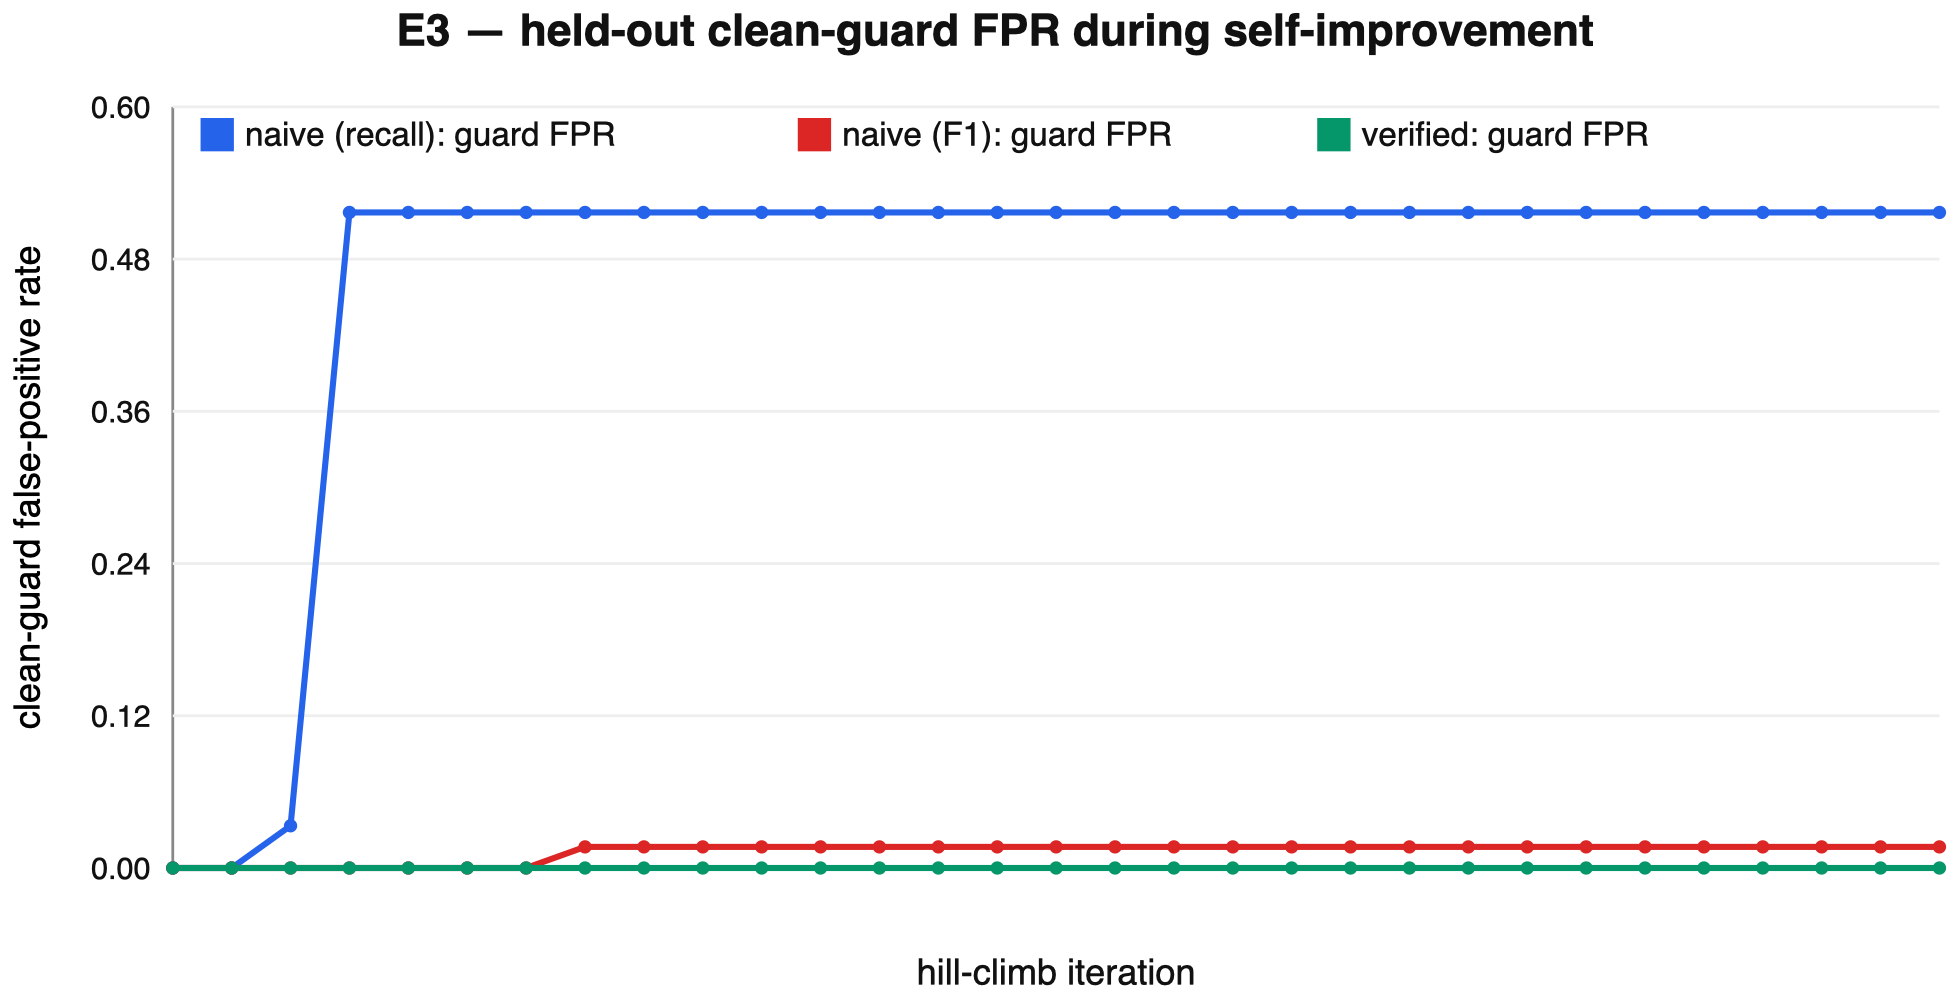 E3 — held-out clean-guard FPR during self-improvement
naive (recall): guard FPR
naive (F1): guard FPR
verified: guard FPR
clean-guard false-positive rate
0.60
0.48
0.36
0.24
0.12
0.00
hill-climb iteration